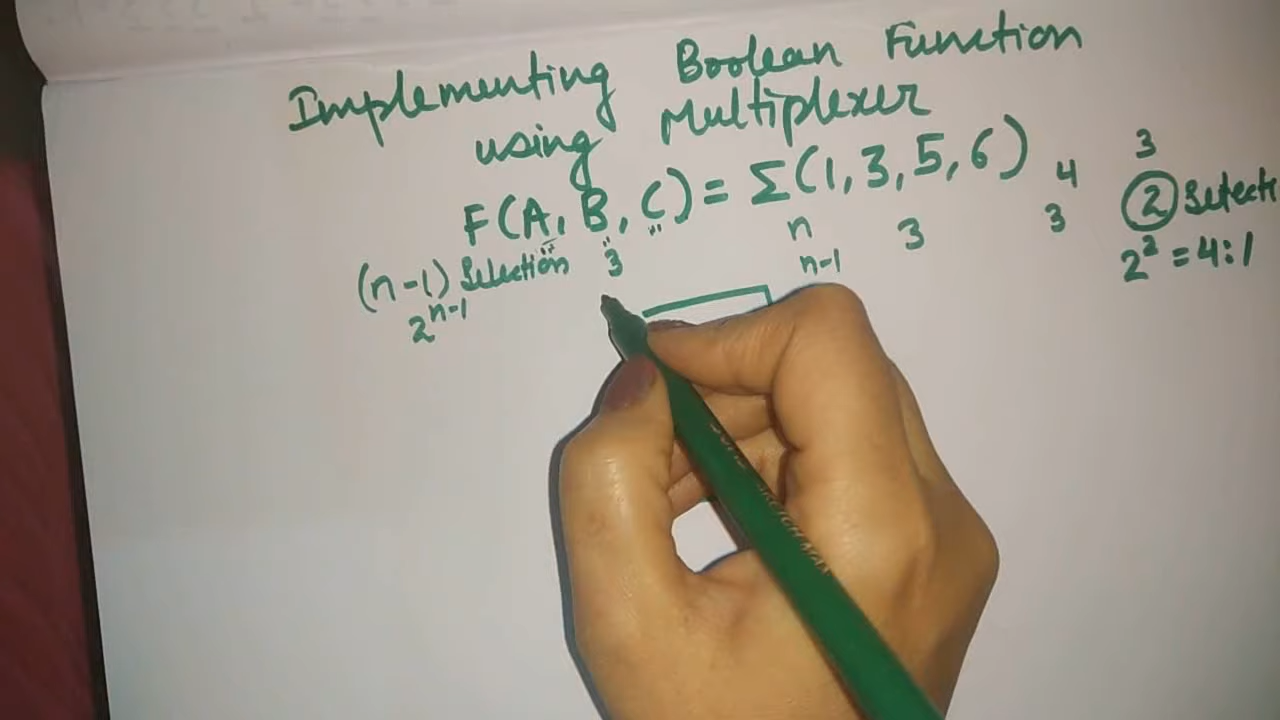 Implementing Boolean Function
using Multiplexer
F(A, B, C) = Σ(1, 3, 5, 6)
n 3 4 3
(n-1) Selection 3 n-1 3 2
2^n-1 2^2 = 4:1